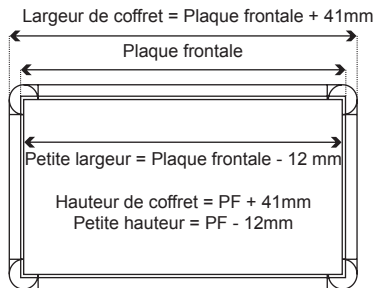 Largeur de coffret = Plaque frontale + 41mm
Plaque frontale
Petite largeur = Plaque frontale - 12 mm
Hauteur de coffret = PF + 41mm
Petite hauteur = PF - 12mm